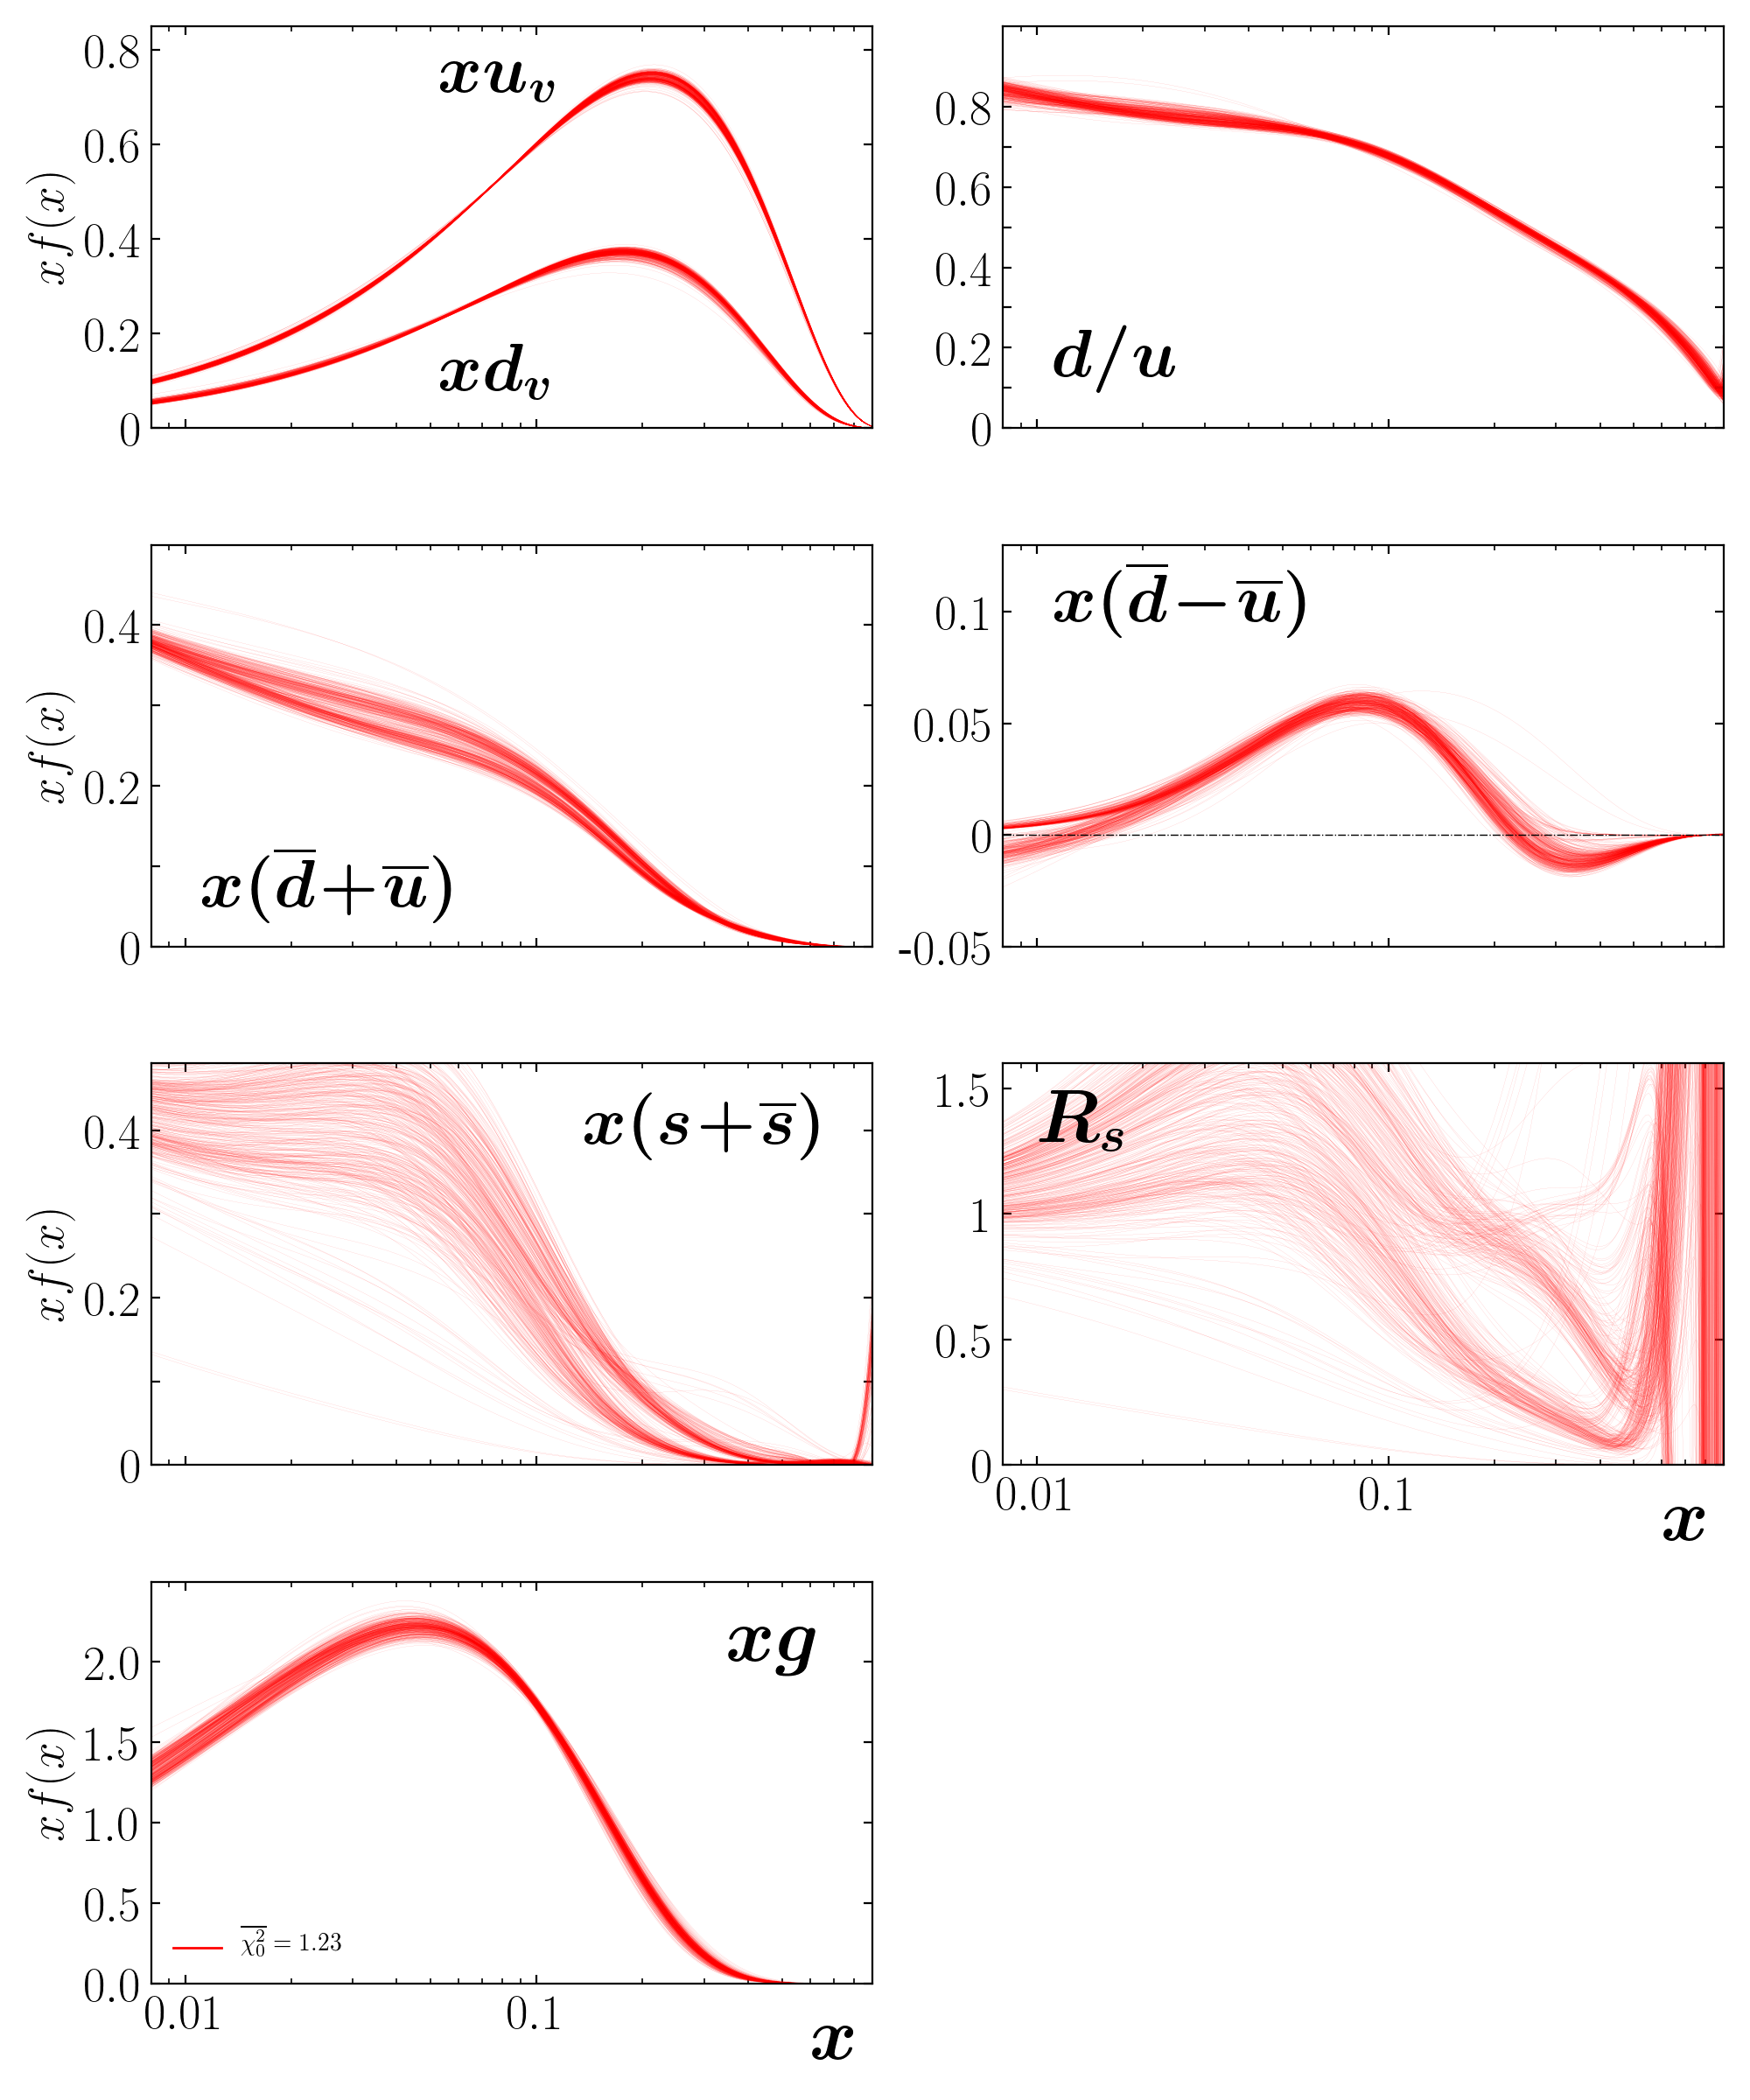 0.8
0.6
0.4
0.2
0
xf(x)
xu_v
xd_v
0.8
0.6
0.4
0.2
0
d/u
0.4
0.2
0
xf(x)
x(d̅+u̅)
0.1
0.05
0
-0.05
x(d̅−u̅)
0.4
0.2
0
xf(x)
x(s+s̅)
1.5
1
0.5
0
R_s
0.01 0.1
x
2.0
1.5
1.0
0.5
0.0
xf(x)
xg
\overline{χ_0^2} = 1.23
0.01 0.1
x